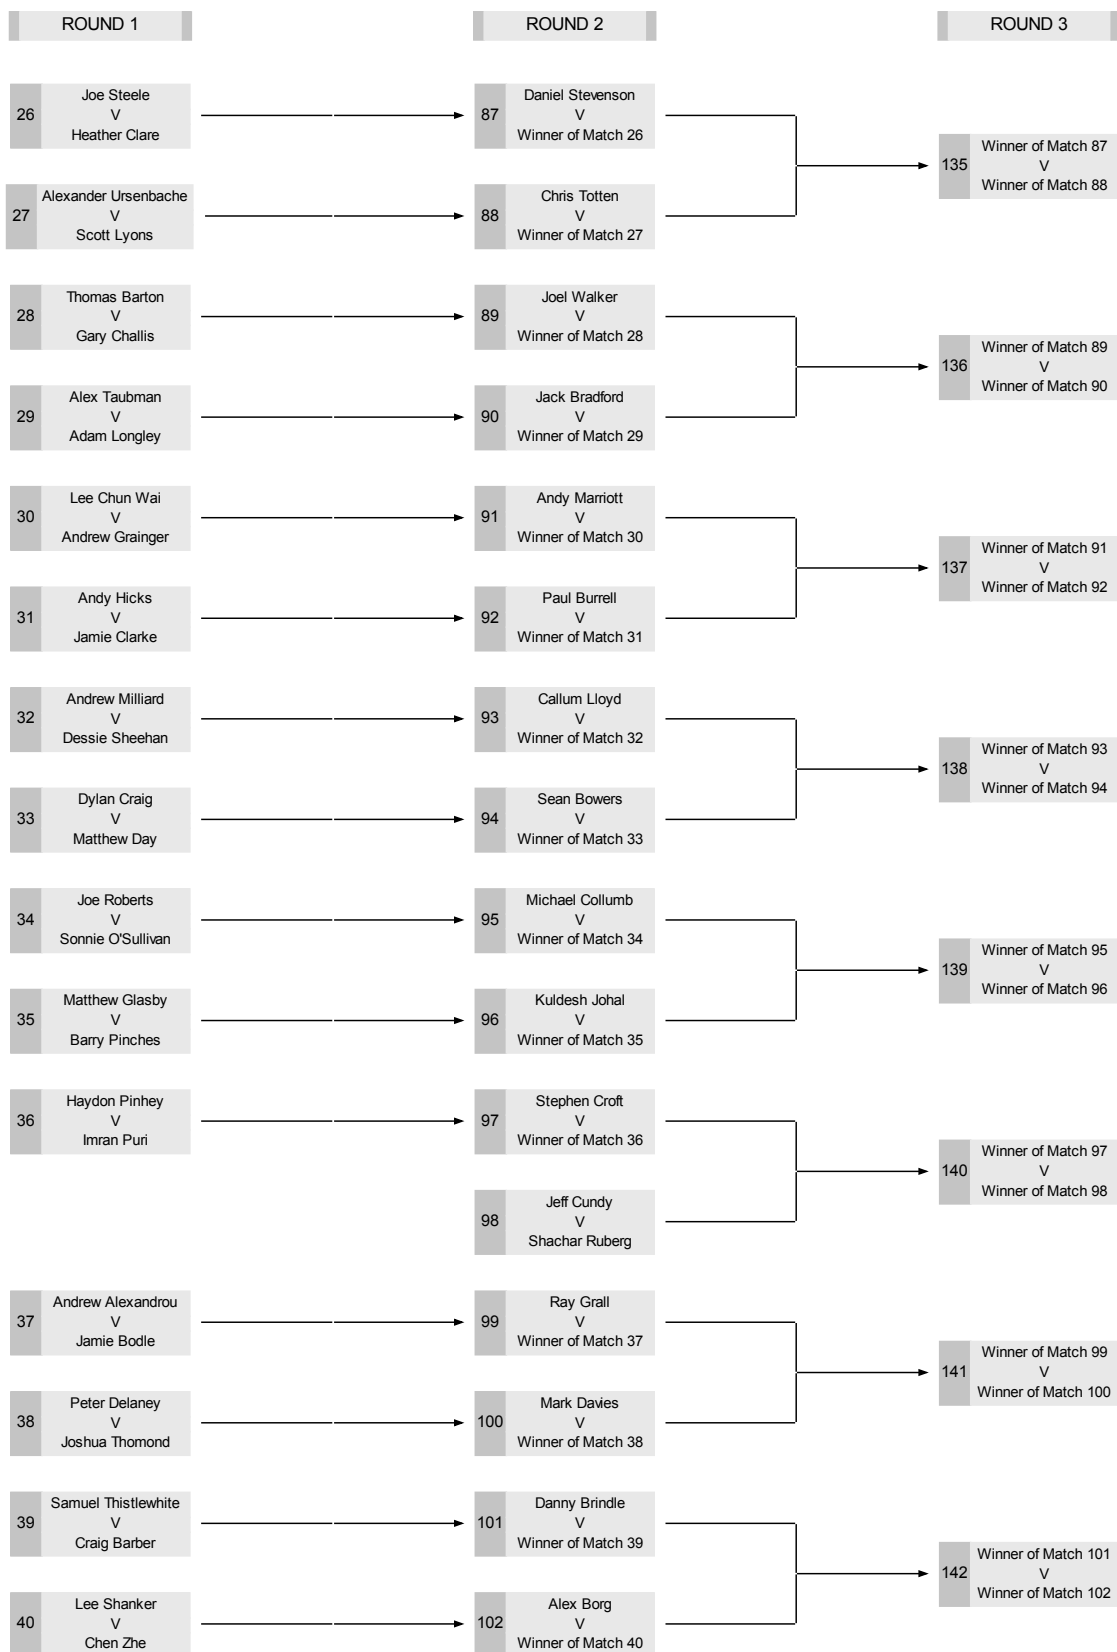 ROUND 1
ROUND 2
ROUND 3
26
Joe Steele
V
Heather Clare
87
Daniel Stevenson
V
Winner of Match 26
135
Winner of Match 87
V
Winner of Match 88
27
Alexander Ursenbache
V
Scott Lyons
88
Chris Totten
V
Winner of Match 27
28
Thomas Barton
V
Gary Challis
89
Joel Walker
V
Winner of Match 28
136
Winner of Match 89
V
Winner of Match 90
29
Alex Taubman
V
Adam Longley
90
Jack Bradford
V
Winner of Match 29
30
Lee Chun Wai
V
Andrew Grainger
91
Andy Marriott
V
Winner of Match 30
137
Winner of Match 91
V
Winner of Match 92
31
Andy Hicks
V
Jamie Clarke
92
Paul Burrell
V
Winner of Match 31
32
Andrew Milliard
V
Dessie Sheehan
93
Callum Lloyd
V
Winner of Match 32
138
Winner of Match 93
V
Winner of Match 94
33
Dylan Craig
V
Matthew Day
94
Sean Bowers
V
Winner of Match 33
34
Joe Roberts
V
Sonnie O'Sullivan
95
Michael Collumb
V
Winner of Match 34
139
Winner of Match 95
V
Winner of Match 96
35
Matthew Glasby
V
Barry Pinches
96
Kuldesh Johal
V
Winner of Match 35
36
Haydon Pinhey
V
Imran Puri
97
Stephen Croft
V
Winner of Match 36
140
Winner of Match 97
V
Winner of Match 98
98
Jeff Cundy
V
Shachar Ruberg
37
Andrew Alexandrou
V
Jamie Bodle
99
Ray Grall
V
Winner of Match 37
141
Winner of Match 99
V
Winner of Match 100
38
Peter Delaney
V
Joshua Thomond
100
Mark Davies
V
Winner of Match 38
39
Samuel Thistlewhite
V
Craig Barber
101
Danny Brindle
V
Winner of Match 39
142
Winner of Match 101
V
Winner of Match 102
40
Lee Shanker
V
Chen Zhe
102
Alex Borg
V
Winner of Match 40